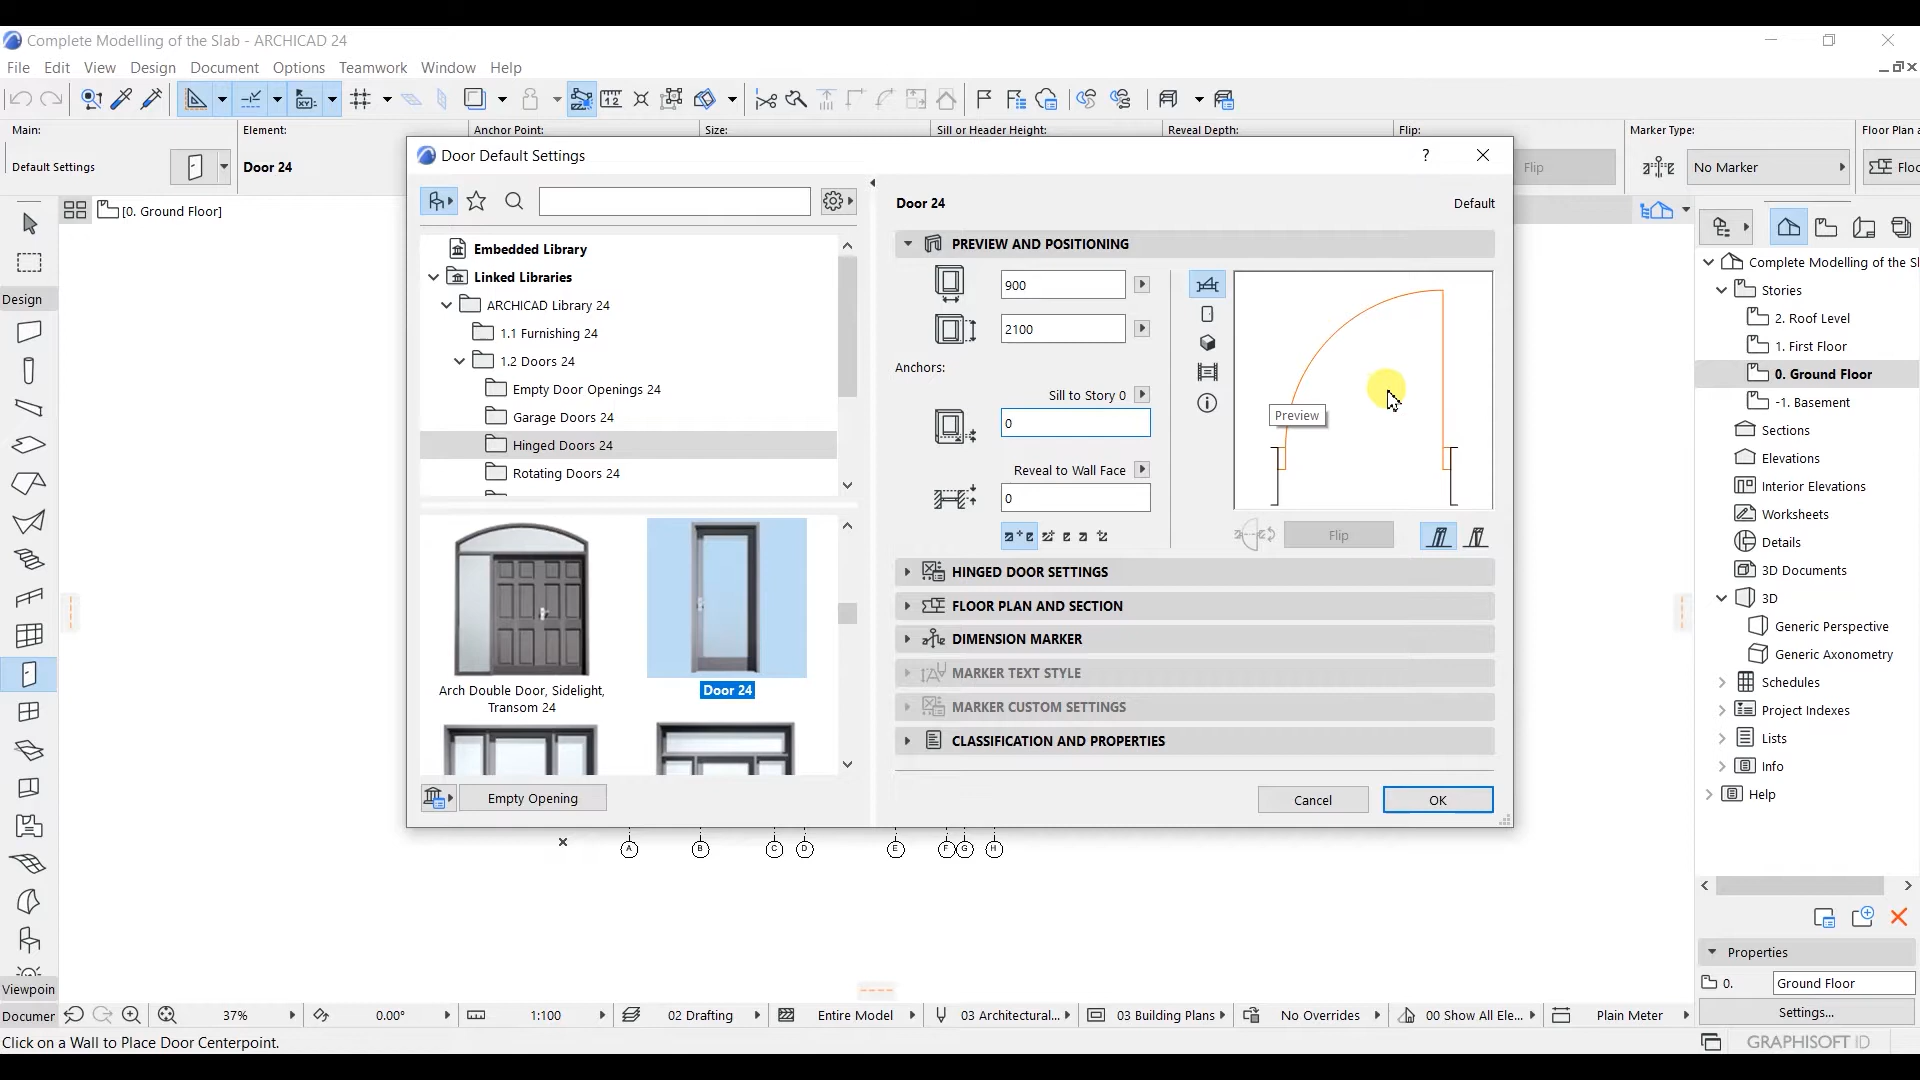 Complete Modelling of the Slab - ARCHICAD 24
File Edit View Design Document Options Teamwork Window Help
Main:
Element:
Anchor Point:
Size:
Sill or Header Height:
Reveal Depth:
Flip:
Marker Type:
Floor Plan a
Default Settings
Door 24
Flip
No Marker
Floo
[0. Ground Floor]
Design
Viewpoin
Documer
Door Default Settings
?
Embedded Library
Linked Libraries
ARCHICAD Library 24
1.1 Furnishing 24
1.2 Doors 24
Empty Door Openings 24
Garage Doors 24
Hinged Doors 24
Rotating Doors 24
Arch Double Door, Sidelight,
Transom 24
Door 24
Empty Opening
Door 24
Default
PREVIEW AND POSITIONING
900
2100
Anchors:
Sill to Story 0
0
Reveal to Wall Face
0
Preview
Flip
HINGED DOOR SETTINGS
FLOOR PLAN AND SECTION
DIMENSION MARKER
MARKER TEXT STYLE
MARKER CUSTOM SETTINGS
CLASSIFICATION AND PROPERTIES
Cancel
OK
A B C D E F G H
Complete Modelling of the Sl
Stories
2. Roof Level
1. First Floor
0. Ground Floor
-1. Basement
Sections
Elevations
Interior Elevations
Worksheets
Details
3D Documents
3D
Generic Perspective
Generic Axonometry
Schedules
Project Indexes
Lists
Info
Help
Properties
0.
Ground Floor
Settings...
37%
0.00°
1:100
02 Drafting
Entire Model
03 Architectural...
03 Building Plans
No Overrides
00 Show All Ele...
Plain Meter
Click on a Wall to Place Door Centerpoint.
GRAPHISOFT ID